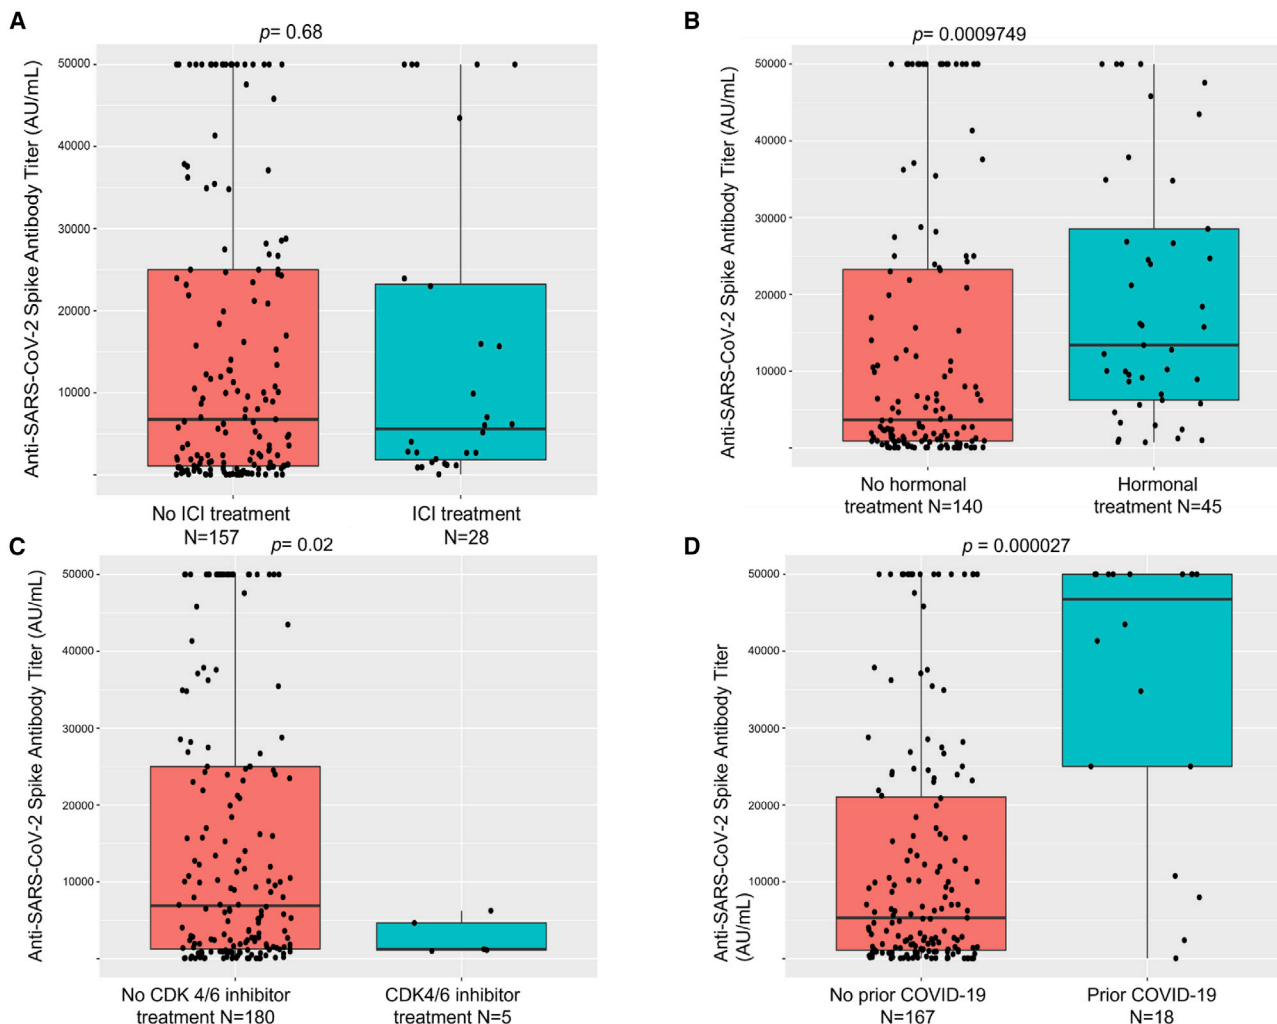 A
p= 0.68
Anti-SARS-CoV-2 Spike Antibody Titer (AU/mL)
50000
40000
30000
20000
10000
No ICI treatment
N=157
ICI treatment
N=28
B
p= 0.0009749
Anti-SARS-CoV-2 Spike Antibody Titer (AU/mL)
50000
40000
30000
20000
10000
No hormonal
treatment N=140
Hormonal
treatment N=45
C
p= 0.02
Anti-SARS-CoV-2 Spike Antibody Titer (AU/mL)
50000
40000
30000
20000
10000
No CDK 4/6 inhibitor
treatment N=180
CDK4/6 inhibitor
treatment N=5
D
p= 0.000027
Anti-SARS-CoV-2 Spike Antibody Titer
(AU/mL)
50000
40000
30000
20000
10000
No prior COVID-19
N=167
Prior COVID-19
N=18